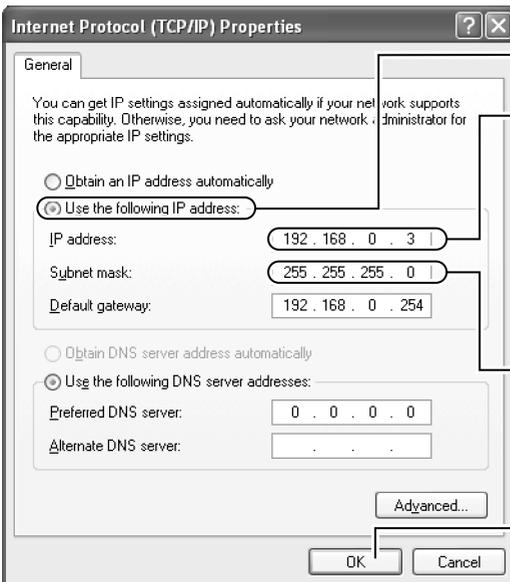 Internet Protocol (TCP/IP) Properties
General
You can get IP settings assigned automatically if your network supports
this capability. Otherwise, you need to ask your network administrator for
the appropriate IP settings.
Obtain an IP address automatically
Use the following IP address:
IP address: 192 . 168 . 0 . 3
Subnet mask: 255 . 255 . 255 . 0
Default gateway: 192 . 168 . 0 . 254
Obtain DNS server address automatically
Use the following DNS server addresses:
Preferred DNS server: 0 . 0 . 0 . 0
Alternate DNS server: . . .
Advanced...
OK Cancel